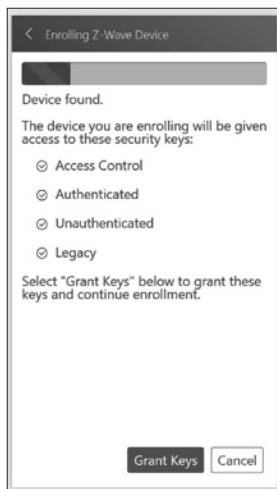 Enrolling Z-Wave Device
Device found.
The device you are enrolling will be given
access to these security keys:
Access Control
Authenticated
Unauthenticated
Legacy
Select "Grant Keys" below to grant these
keys and continue enrollment.
Grant Keys Cancel